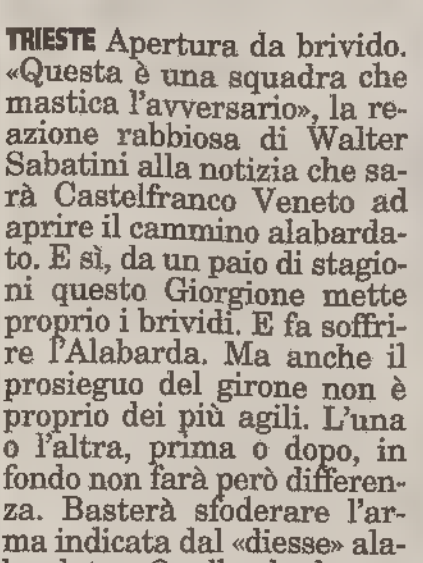 TRIESTE Apertura da brivido.
«Questa è una squadra che
mastica l'avversario», la re-
azione rabbiosa di Walter
Sabatini alla notizia che sa-
rà Castelfranco Veneto ad
aprire il cammino alabarda-
to. E sì, da un paio di stagio-
ni questo Giorgione mette
proprio i brividi. E fa soffri-
re l'Alabarda. Ma anche il
prosieguo del girone non è
proprio dei più agili. L'una
o l'altra, prima o dopo, in
fondo non farà però differen-
za. Basterà sfoderare l'ar-
ma indicata dal «diesse» ala-